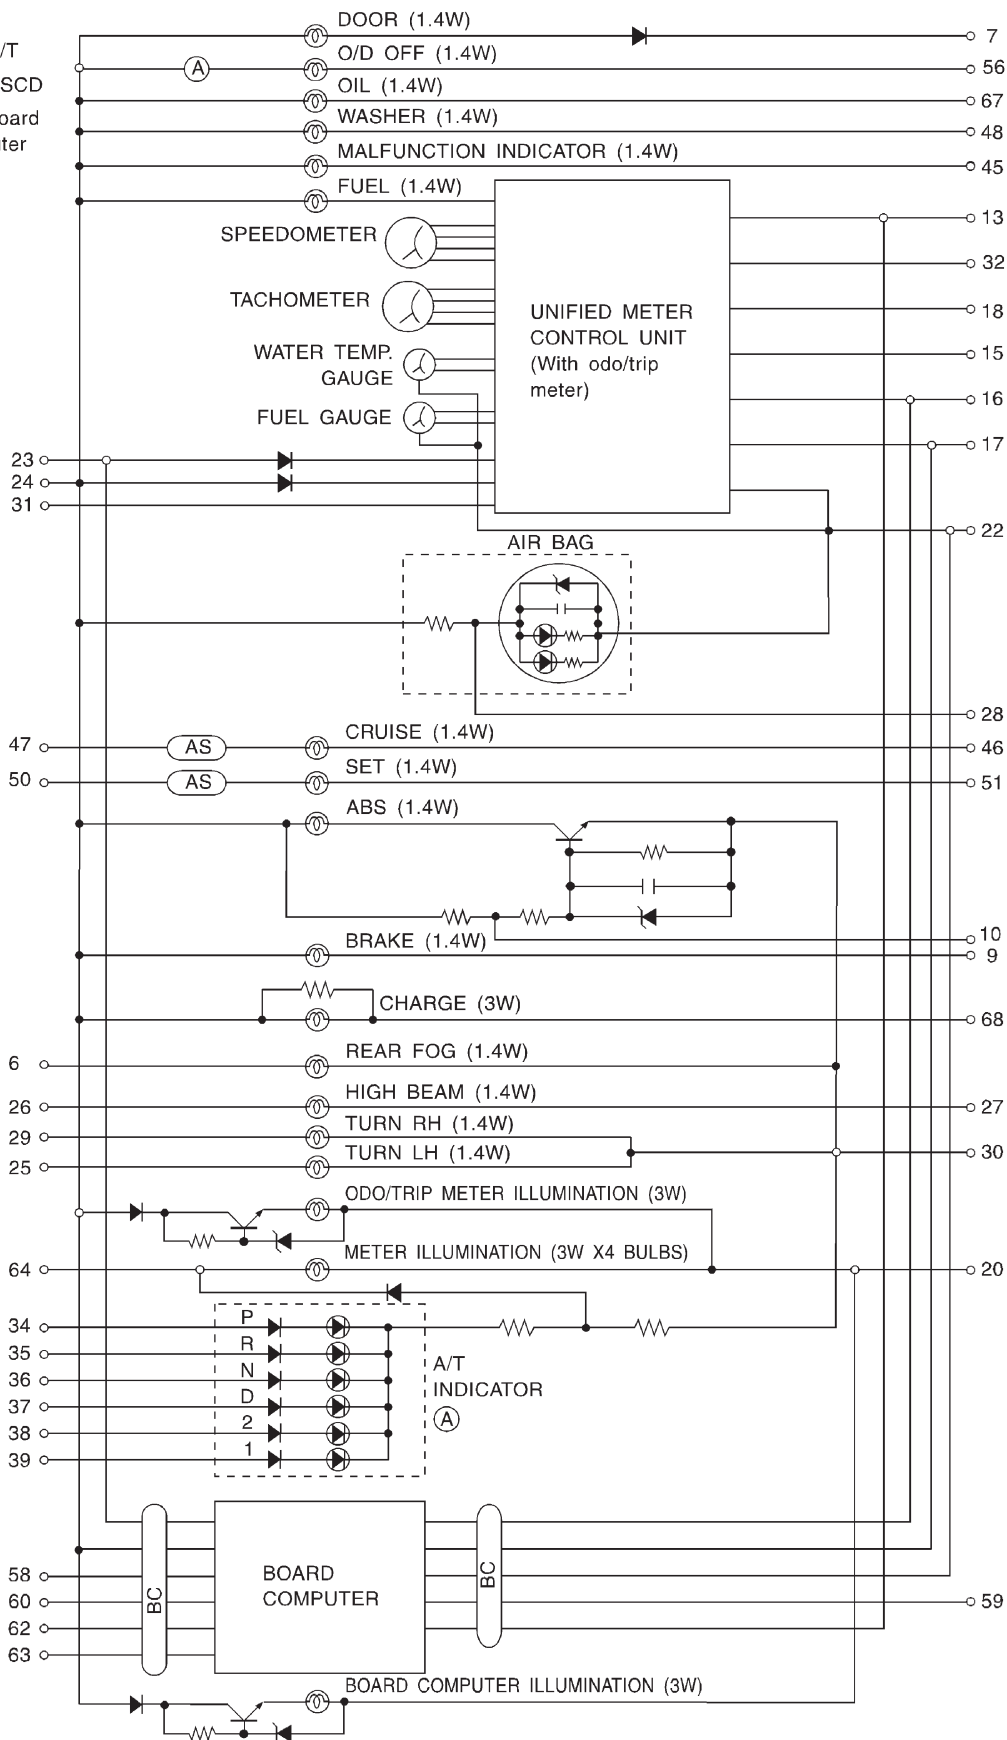 DOOR (1.4W)
7
/T
O/D OFF (1.4W)
A
56
SCD
OIL (1.4W)
67
oard
WASHER (1.4W)
48
ter
MALFUNCTION INDICATOR (1.4W)
45
FUEL (1.4W)
13
SPEEDOMETER
32
TACHOMETER
UNIFIED METER
CONTROL UNIT
(With odo/trip
meter)
18
WATER TEMP.
GAUGE
15
FUEL GAUGE
16
17
23
24
31
22
AIR BAG
28
47
AS
CRUISE (1.4W)
46
50
AS
SET (1.4W)
51
ABS (1.4W)
10
BRAKE (1.4W)
9
CHARGE (3W)
68
6
REAR FOG (1.4W)
26
HIGH BEAM (1.4W)
27
29
TURN RH (1.4W)
25
TURN LH (1.4W)
30
ODO/TRIP METER ILLUMINATION (3W)
METER ILLUMINATION (3W X4 BULBS)
64
20
34
P
35
R
36
N
37
D
38
2
39
1
A/T
INDICATOR
A
BOARD
COMPUTER
BC
BC
58
60
59
62
63
BOARD COMPUTER ILLUMINATION (3W)